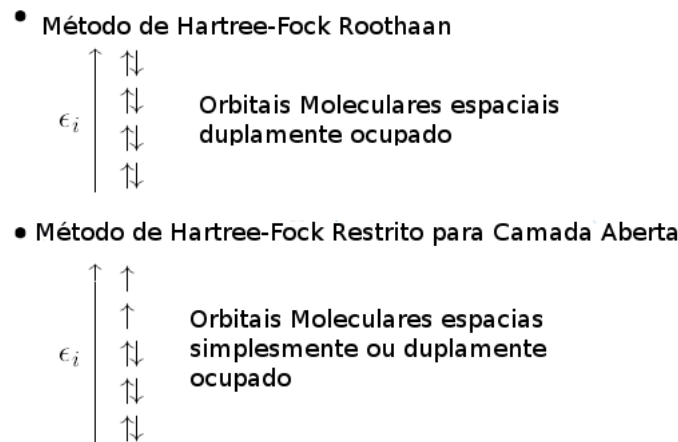 • Método de Hartree-Fock Roothaan
ϵi
Orbitais Moleculares espaciais
duplamente ocupado
• Método de Hartree-Fock Restrito para Camada Aberta
ϵi
Orbitais Moleculares espacias
simplesmente ou duplamente
ocupado